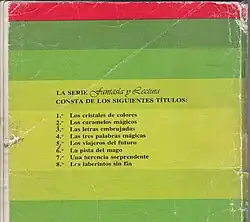 LA SERIE Fantasía y Lectura
CONSTA DE LOS SIGUIENTES TÍTULOS:
1.º Los cristales de colores
2.º Los caramelos mágicos
3.º Las letras embrujadas
4.º Las tres palabras mágicas
5.º Los viajeros del futuro
6.º La pista del mago
7.º Una herencia sorprendente
8.º Los laberintos sin fin